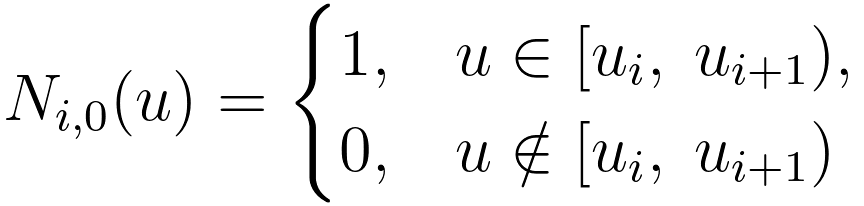 N_{i,0}(u) = \begin{cases} 1, & u \in [u_i, \ u_{i+1}), \\ 0, & u \notin [u_i, \ u_{i+1}) \end{cases}